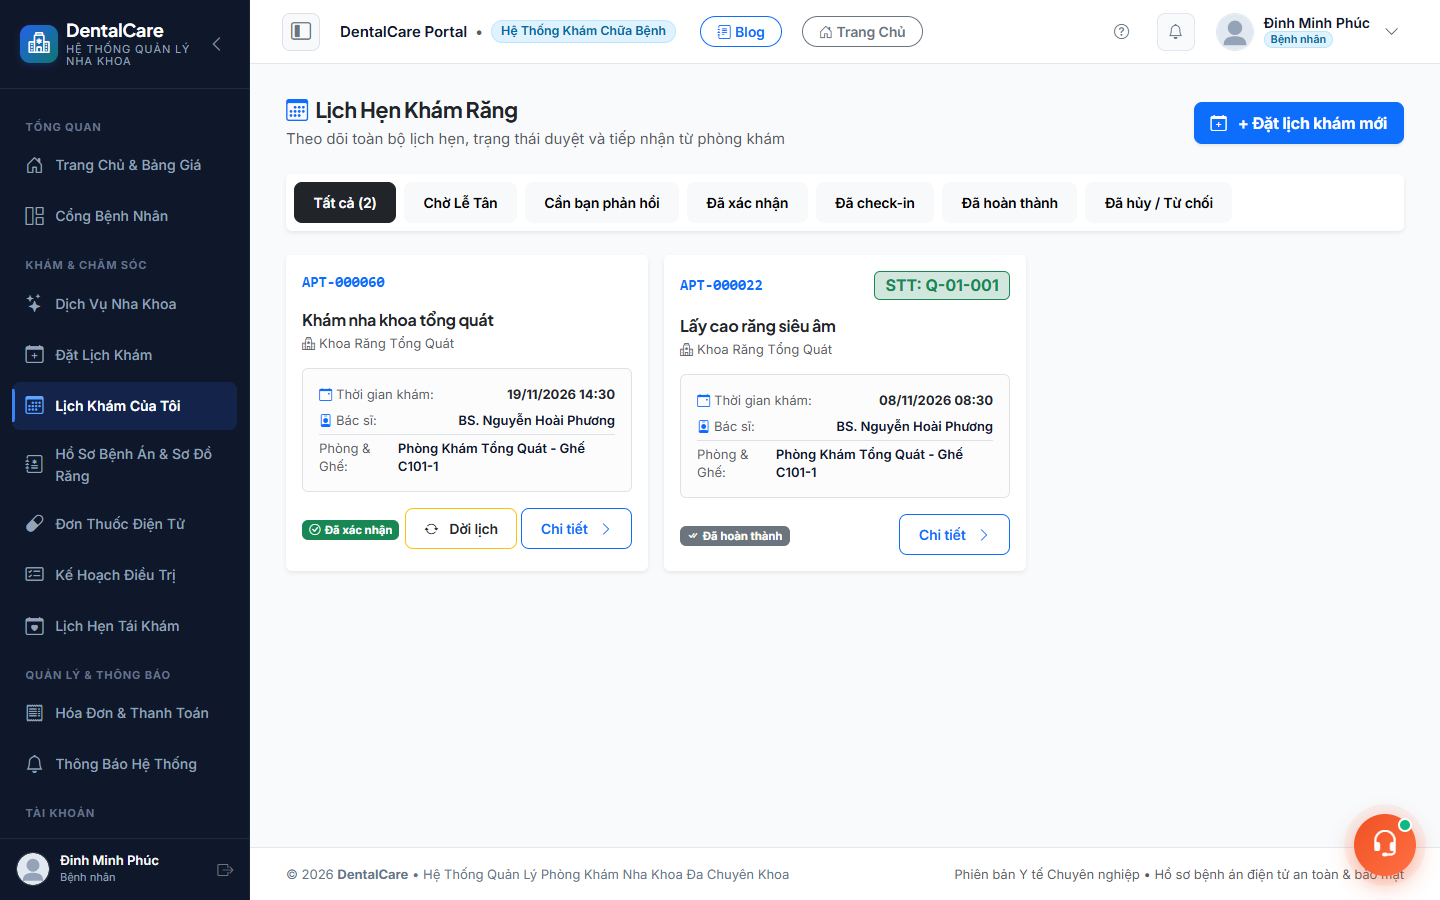 DentalCare
HỆ THỐNG QUẢN LÝ
NHA KHOA
TỔNG QUAN
Trang Chủ & Bảng Giá
Cổng Bệnh Nhân
KHÁM & CHĂM SÓC
Dịch Vụ Nha Khoa
Đặt Lịch Khám
Lịch Khám Của Tôi
Hồ Sơ Bệnh Án & Sơ Đồ
Răng
Đơn Thuốc Điện Tử
Kế Hoạch Điều Trị
Lịch Hẹn Tái Khám
QUẢN LÝ & THÔNG BÁO
Hóa Đơn & Thanh Toán
Thông Báo Hệ Thống
TÀI KHOẢN
Đinh Minh Phúc
Bệnh nhân
DentalCare Portal • Hệ Thống Khám Chữa Bệnh Blog Trang Chủ
Đinh Minh Phúc
Bệnh nhân
Lịch Hẹn Khám Răng
Theo dõi toàn bộ lịch hẹn, trạng thái duyệt và tiếp nhận từ phòng khám
+ Đặt lịch khám mới
Tất cả (2) Chờ Lễ Tân Cần bạn phản hồi Đã xác nhận Đã check-in Đã hoàn thành Đã hủy / Từ chối
APT-000060
Khám nha khoa tổng quát
Khoa Răng Tổng Quát
Thời gian khám: 19/11/2026 14:30
Bác sĩ: BS. Nguyễn Hoài Phương
Phòng & Ghế: Phòng Khám Tổng Quát - Ghế C101-1
Đã xác nhận Dời lịch Chi tiết
APT-000022 STT: Q-01-001
Lấy cao răng siêu âm
Khoa Răng Tổng Quát
Thời gian khám: 08/11/2026 08:30
Bác sĩ: BS. Nguyễn Hoài Phương
Phòng & Ghế: Phòng Khám Tổng Quát - Ghế C101-1
Đã hoàn thành Chi tiết
© 2026 DentalCare • Hệ Thống Quản Lý Phòng Khám Nha Khoa Đa Chuyên Khoa
Phiên bản Y tế Chuyên nghiệp • Hồ sơ bệnh án điện tử an toàn & bảo mật